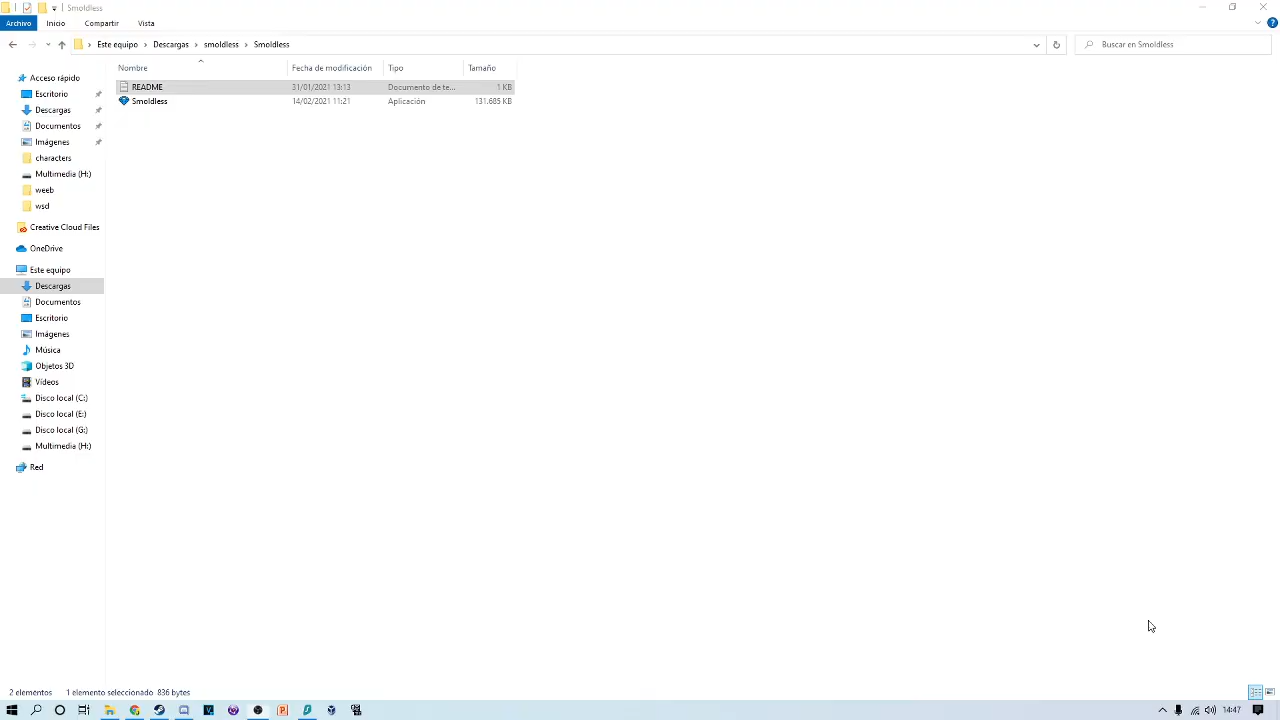 Smoldless
Archivo Inicio Compartir Vista
Este equipo Descargas smoldless Smoldless
Buscar en Smoldless
Nombre Fecha de modificación Tipo Tamaño
README 31/01/2021 13:13 Documento de te... 1 KB
Smoldless 14/02/2021 11:21 Aplicación 131.685 KB
Acceso rápido
Escritorio
Descargas
Documentos
Imágenes
characters
Multimedia (H:)
weeb
wsd
Creative Cloud Files
OneDrive
Este equipo
Descargas
Documentos
Escritorio
Imágenes
Música
Objetos 3D
Vídeos
Disco local (C:)
Disco local (E:)
Disco local (G:)
Multimedia (H:)
Red
2 elementos 1 elemento seleccionado 836 bytes
14:47